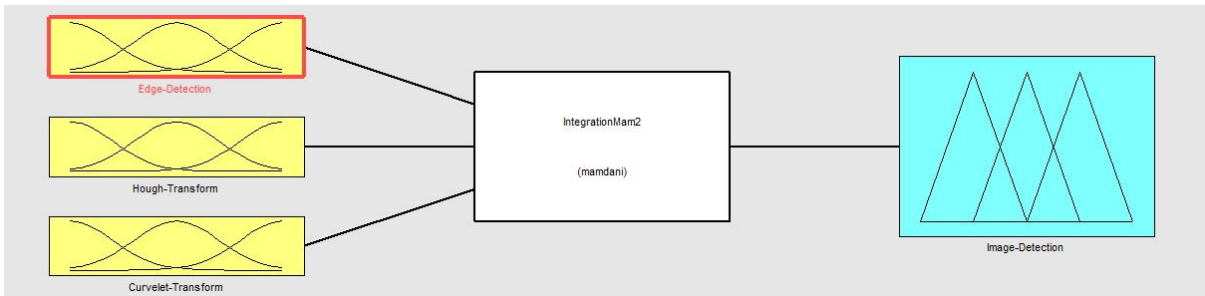 Edge-Detection
Hough-Transform
Curvelet-Transform
IntegrationMam2
(mamdani)
Image-Detection